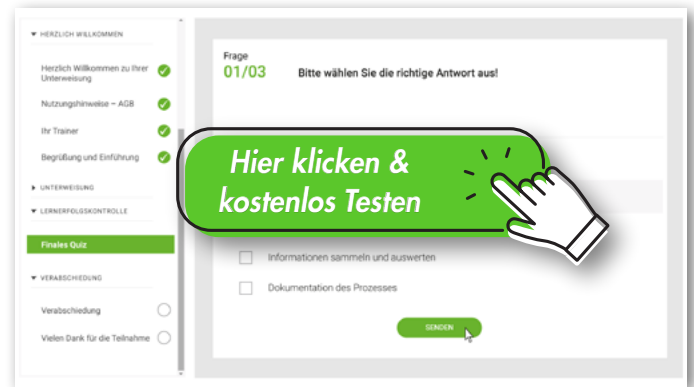 HERZLICH WILLKOMMEN
Herzlich Willkommen zu Ihrer
Unterweisung
Nutzungshinweise – AGB
Ihr Trainer
Begrüßung und Einführung
UNTERWEISUNG
LERNERFOLGSKONTROLLE
Finales Quiz
VERABSCHIEDUNG
Verabschiedung
Vielen Dank für die Teilnahme
Frage
01/03
Bitte wählen Sie die richtige Antwort aus!
Hier klicken &
kostenlos Testen
Informationen sammeln und auswerten
Dokumentation des Prozesses
SENDEN